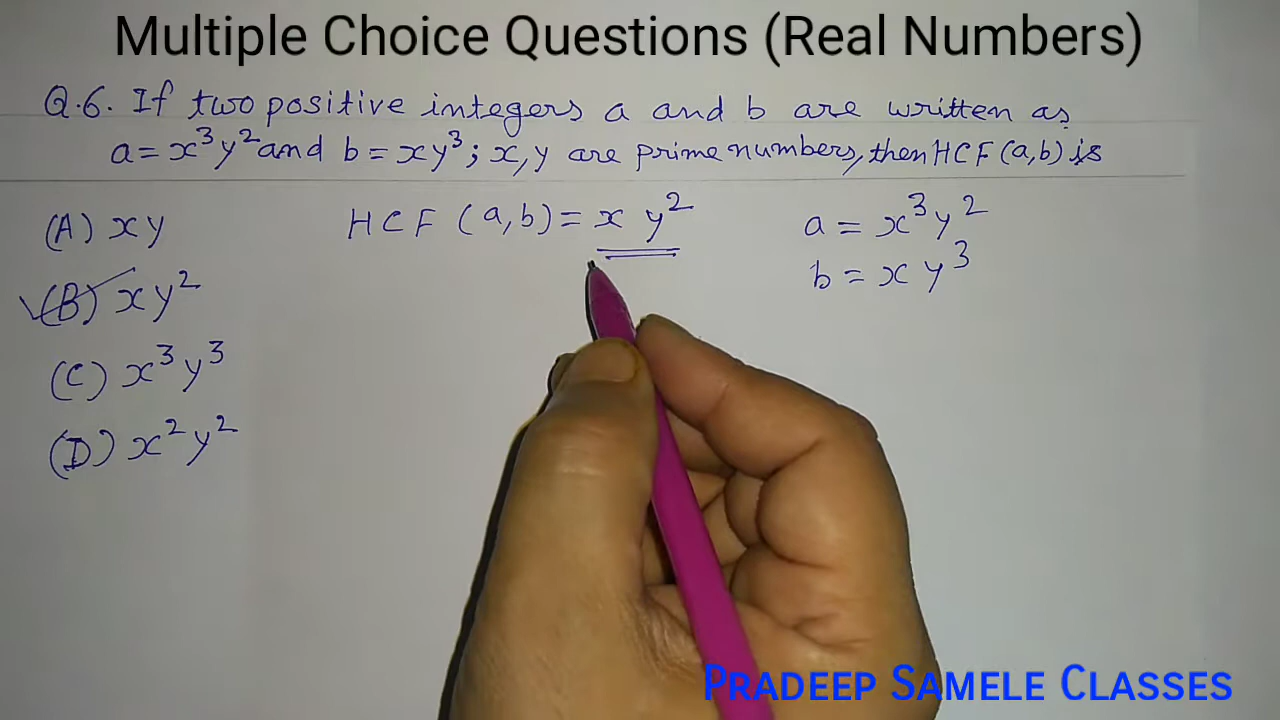 Multiple Choice Questions (Real Numbers)
Q.6. If two positive integers a and b are written as
a = x³y² and b = xy³; x, y are prime numbers, then HCF (a,b) is
(A) xy
HCF (a,b) = x y²
a = x³y²
b = x y³
(B) xy²
(C) x³y³
(D) x²y²
Pradeep Samele Classes